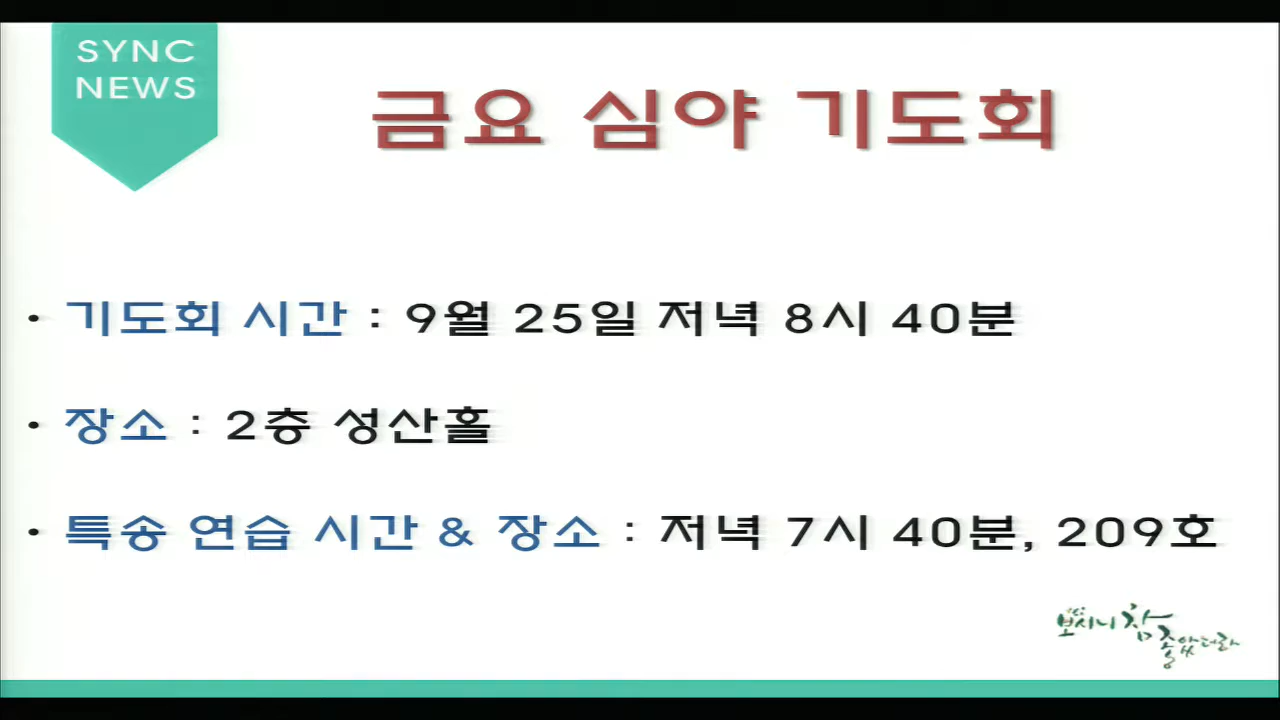 SYNC
NEWS
금요 심야 기도회
• 기도회 시간 : 9월 25일 저녁 8시 40분
• 장소 : 2층 성산홀
• 특송 연습 시간 & 장소 : 저녁 7시 40분, 209호
보시니 참
좋았더라